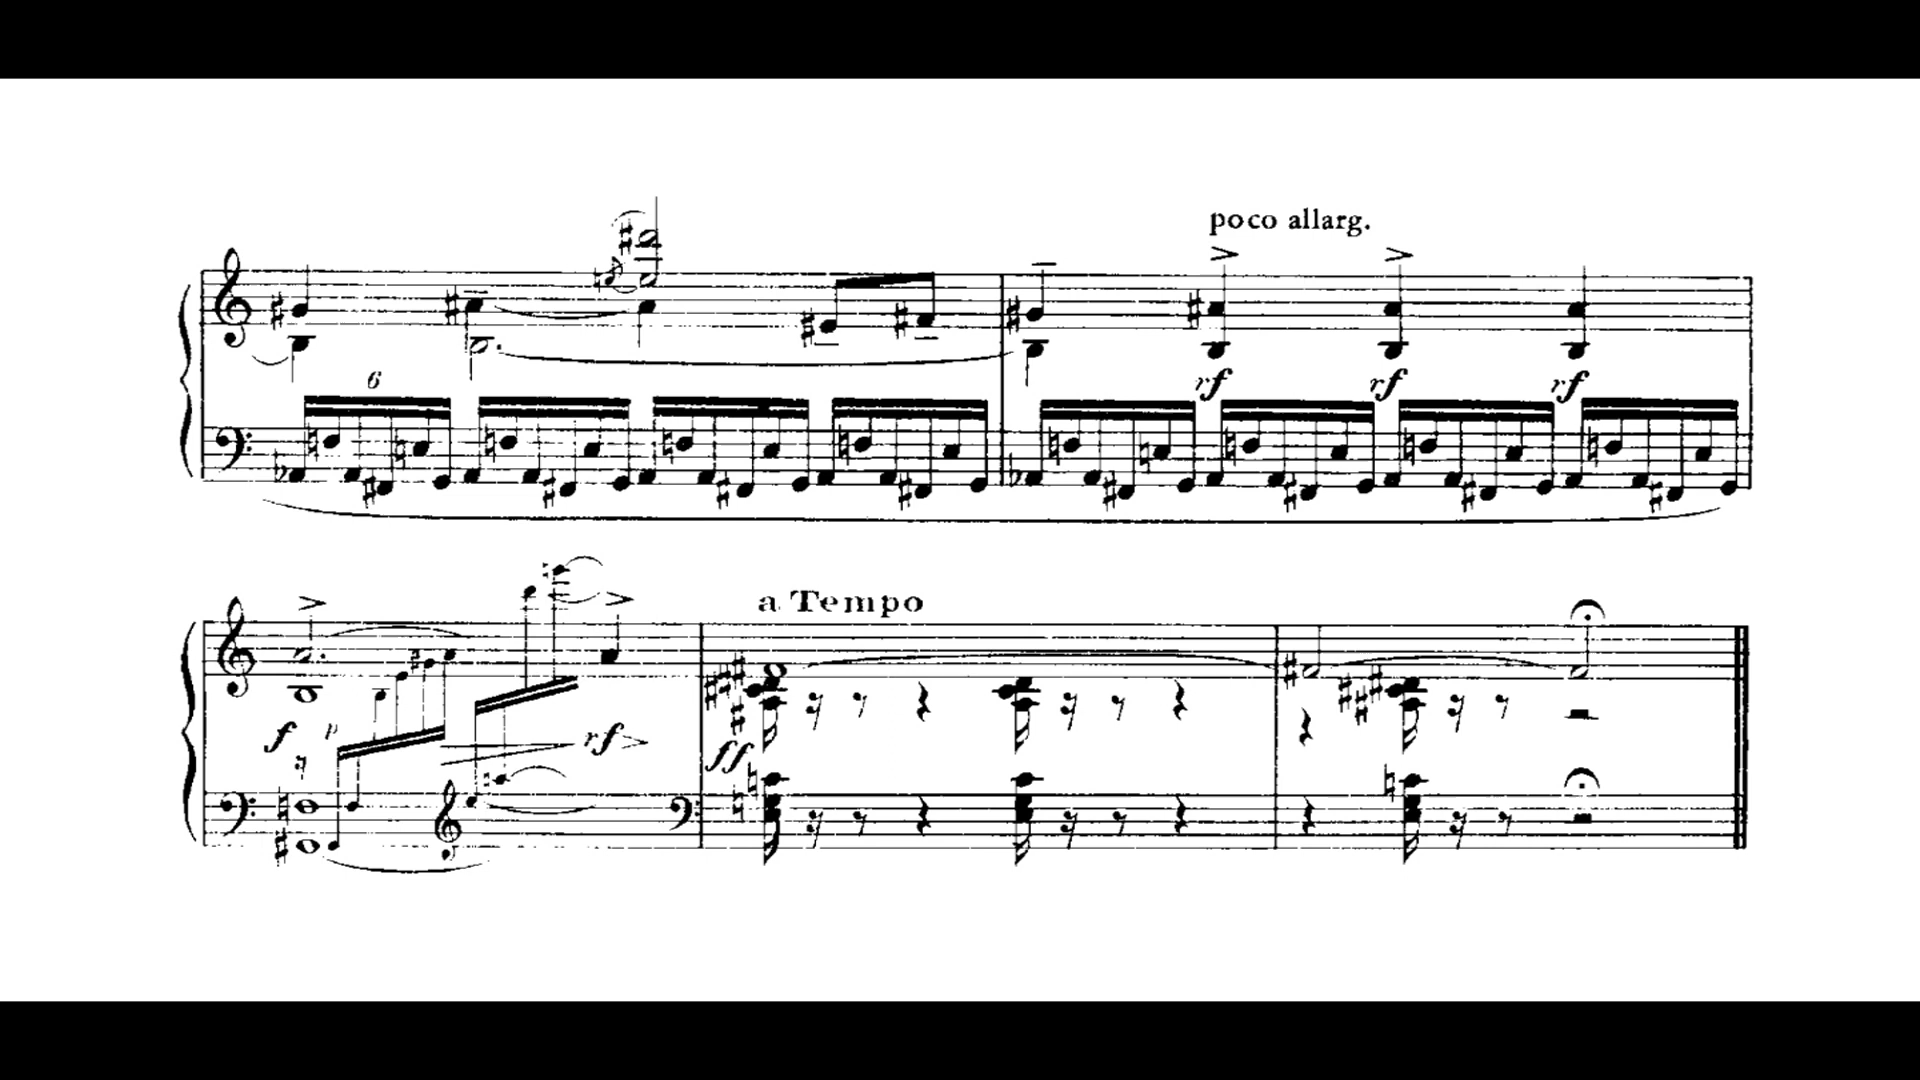 poco allarg.
6
rf rf rf
a Tempo
f p rf ff